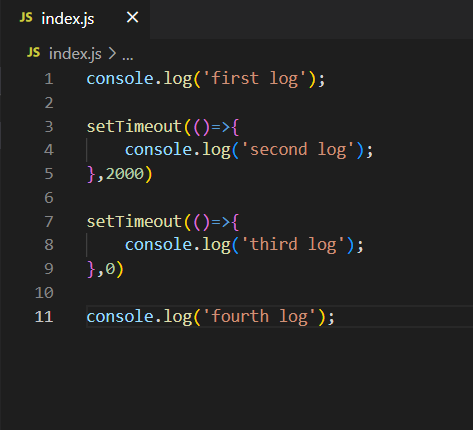 JS index.js ×
JS index.js > ...
1 console.log('first log');
2
3 setTimeout(()=>{
4     console.log('second log');
5 },2000)
6
7 setTimeout(()=>{
8     console.log('third log');
9 },0)
10
11 console.log('fourth log');